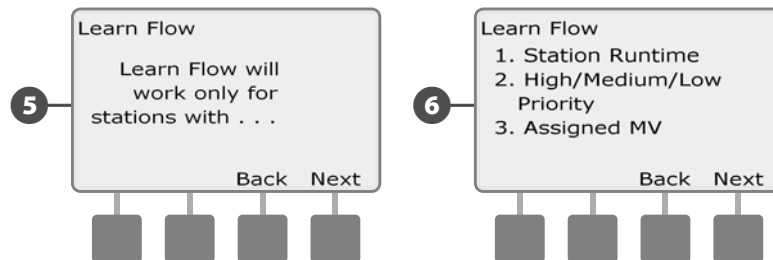 5
Learn Flow
Learn Flow will
work only for
stations with . . .
Back Next
6
Learn Flow
1. Station Runtime
2. High/Medium/Low
Priority
3. Assigned MV
Back Next